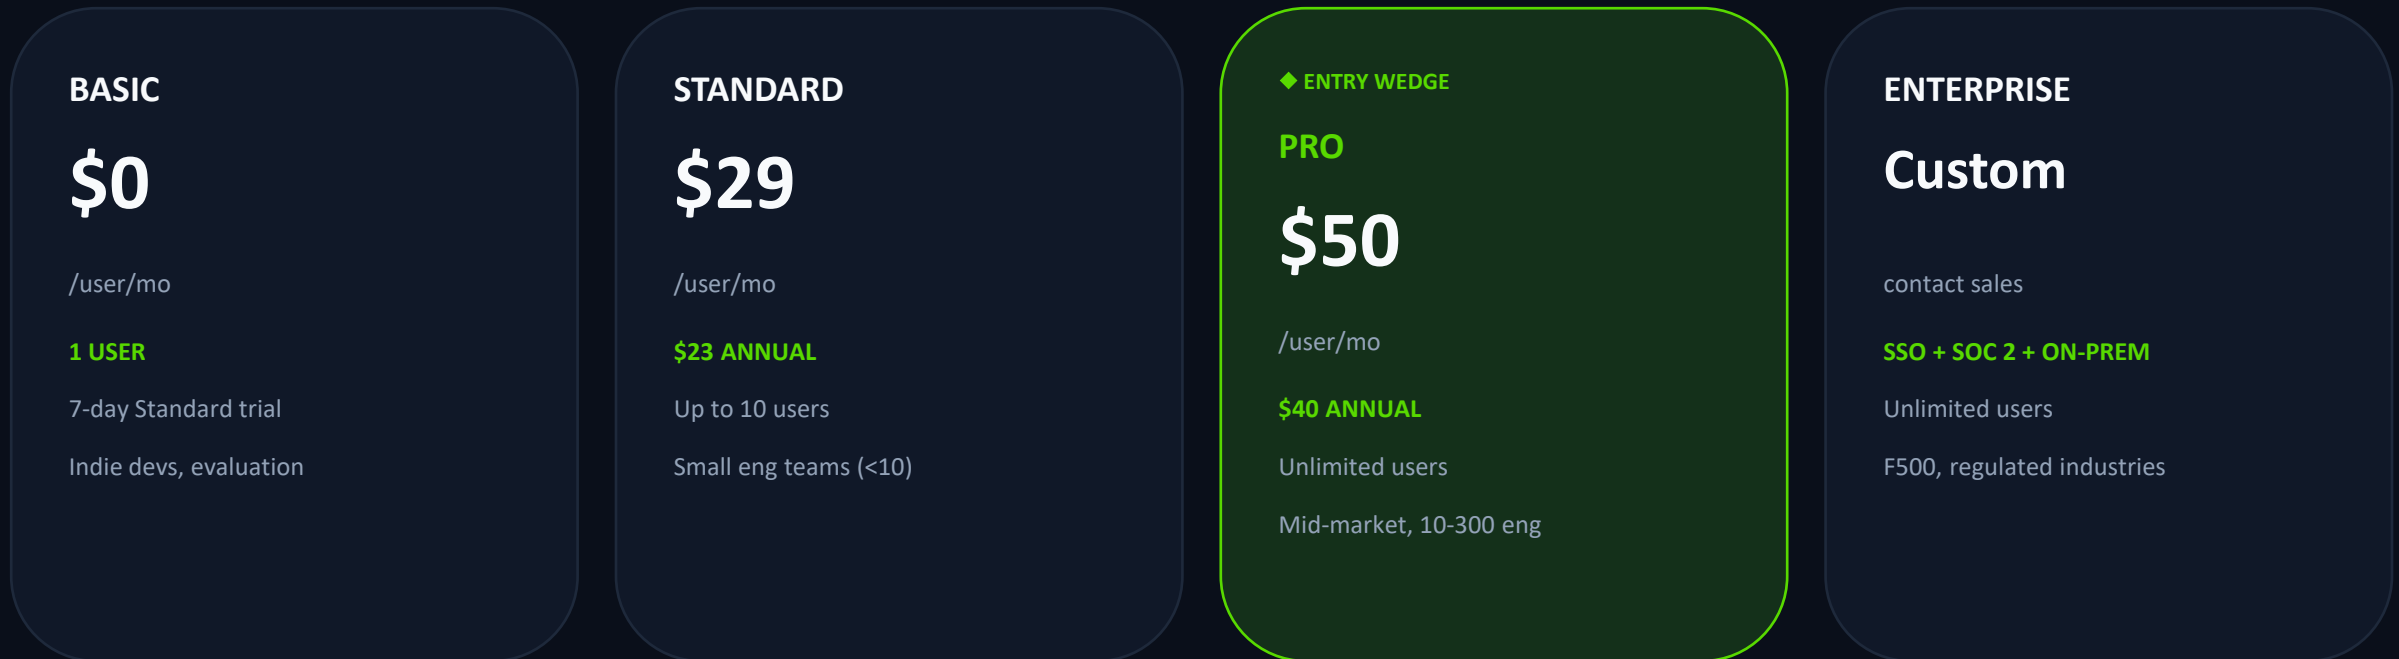 BASIC
$0
/user/mo
1 USER
7-day Standard trial
Indie devs, evaluation
STANDARD
$29
/user/mo
$23 ANNUAL
Up to 10 users
Small eng teams (<10)
◆ ENTRY WEDGE
PRO
$50
/user/mo
$40 ANNUAL
Unlimited users
Mid-market, 10-300 eng
ENTERPRISE
Custom
contact sales
SSO + SOC 2 + ON-PREM
Unlimited users
F500, regulated industries